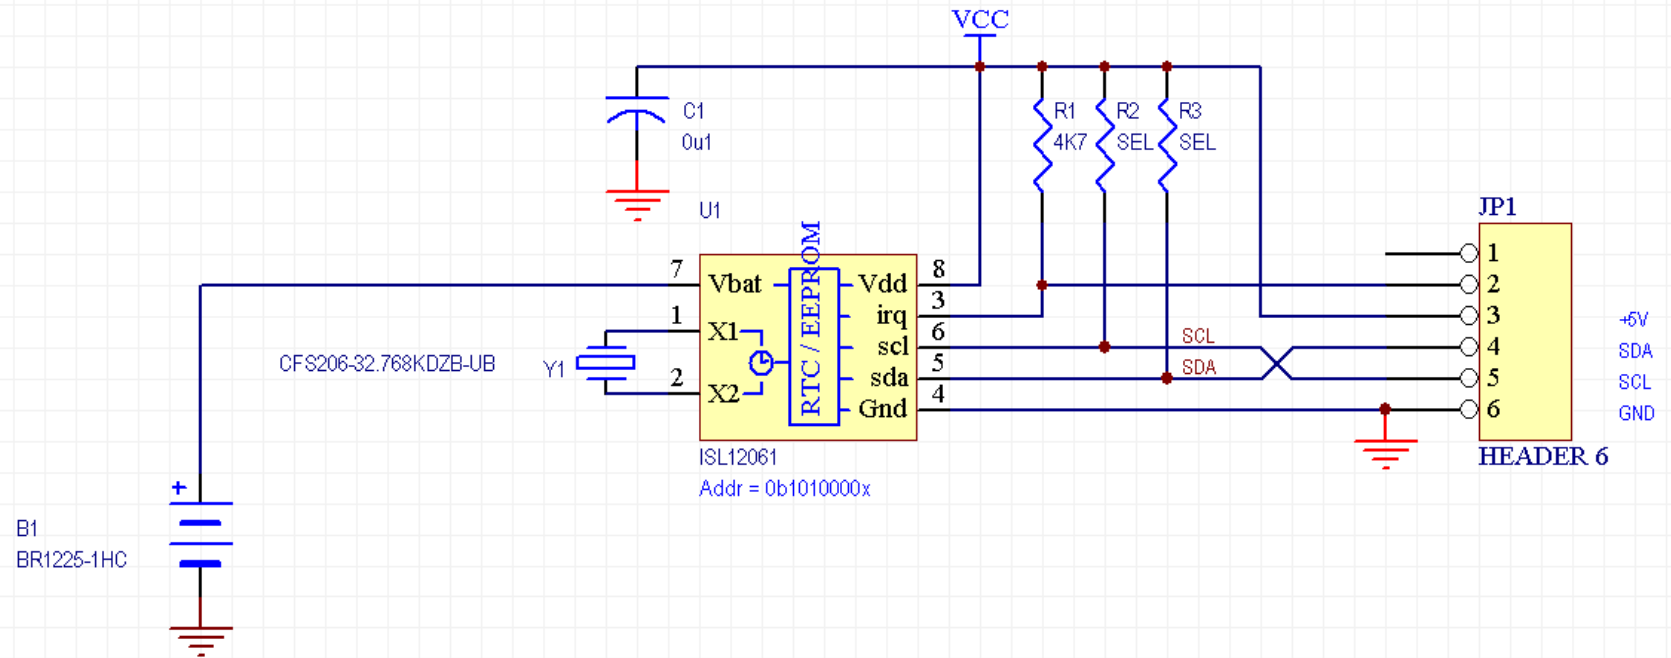 VCC
C1
0u1
R1
4K7
R2
SEL
R3
SEL
U1
JP1
7
1
2
Vbat
X1
X2
RTC / EEPROM
Vdd
irq
scl
sda
Gnd
8
3
6
5
4
SCL
SDA
1
2
3
4
5
6
+5V
SDA
SCL
GND
CFS206-32.768KDZB-UB
Y1
ISL12061
Addr = 0b1010000x
HEADER 6
+
B1
BR1225-1HC